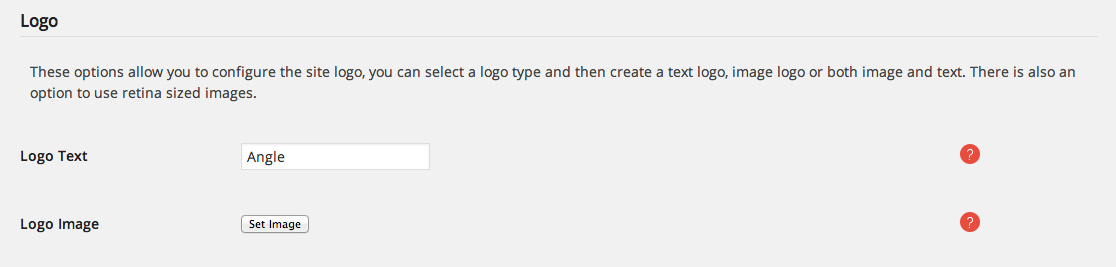 Logo
These options allow you to configure the site logo, you can select a logo type and then create a text logo, image logo or both image and text. There is also an
option to use retina sized images.
Logo Text
Angle
?
Logo Image
Set Image
?